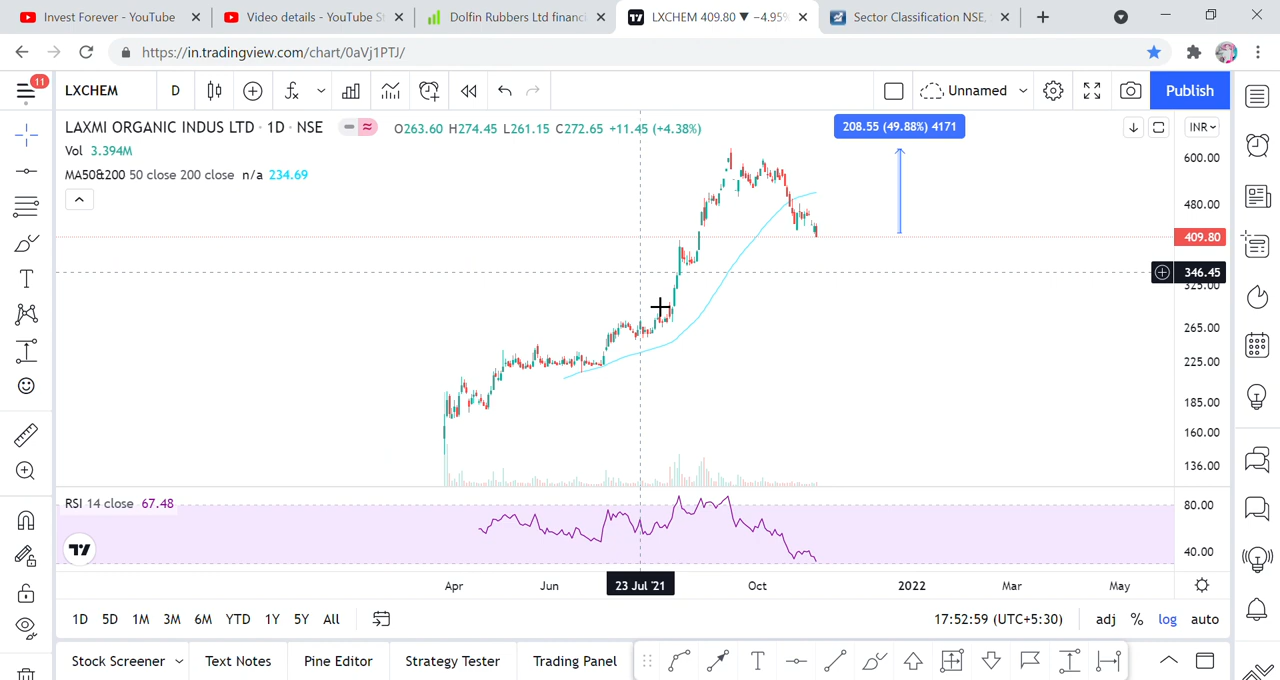 Invest Forever - YouTube
Video details - YouTube St
Dolfin Rubbers Ltd financi
LXCHEM 409.80 ▼ −4.95%
Sector Classification NSE,
https://in.tradingview.com/chart/0aVj1PTJ/
11
LXCHEM
D
Unnamed
Publish
LAXMI ORGANIC INDUS LTD · 1D · NSE
O263.60 H274.45 L261.15 C272.65 +11.45 (+4.38%)
208.55 (49.88%) 4171
INR
Vol 3.394M
MA50&200 50 close 200 close n/a 234.69
600.00
480.00
409.80
346.45
325.00
265.00
225.00
185.00
160.00
136.00
RSI 14 close 67.48
80.00
40.00
Apr
Jun
23 Jul '21
Oct
2022
Mar
May
1D 5D 1M 3M 6M YTD 1Y 5Y All
17:52:59 (UTC+5:30)
adj % log auto
Stock Screener
Text Notes
Pine Editor
Strategy Tester
Trading Panel